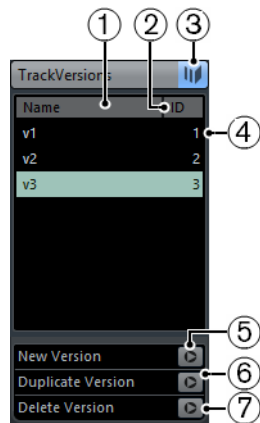 1 2 3
TrackVersions
Name ID
v1 1 4
v2 2
v3 3
5
New Version
6
Duplicate Version
Delete Version 7